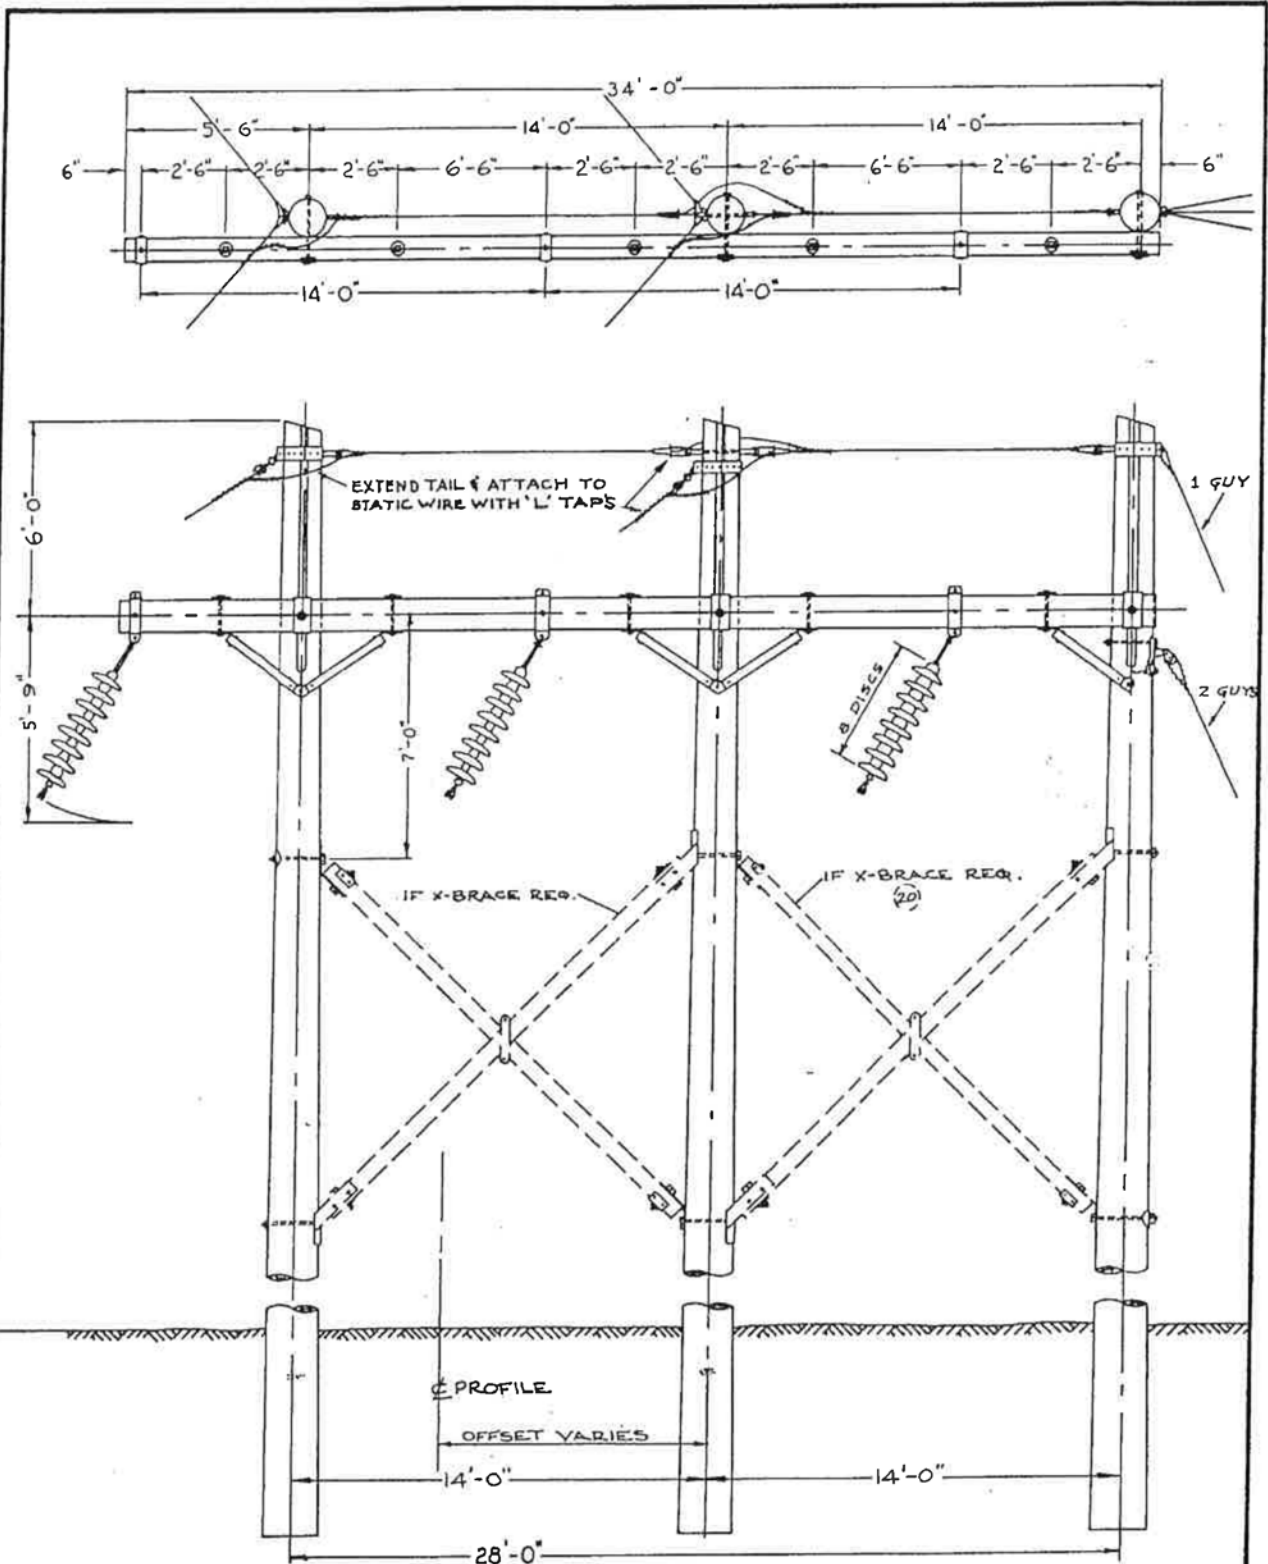 34'-0"
5'-6" 14'-0" 14'-0"
6" 2'-6" 2'-6" 2'-6" 6'-6" 2'-6" 2'-6" 2'-6" 6'-6" 2'-6" 2'-6" 6"
14'-0" 14'-0"
EXTEND TAIL & ATTACH TO
STATIC WIRE WITH 'L' TAPS
1 GUY
6'-0"
5'-9"
7'-0"
8 DISCS
2 GUYS
IF X-BRACE REQ.
IF X-BRACE REQ.
20
℄ PROFILE
OFFSET VARIES
14'-0" 14'-0"
28'-0"